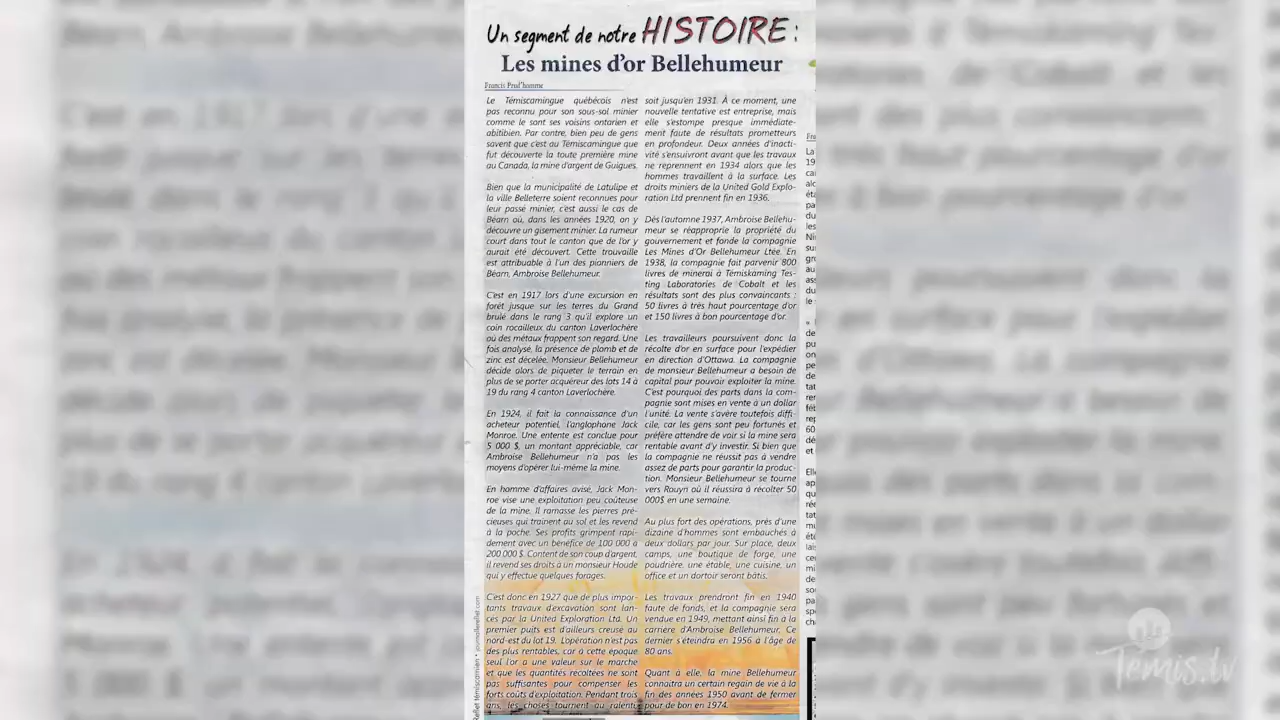 Un segment de notre HISTOIRE :
Les mines d'or Bellehumeur
Francis Prud'homme
Le Témiscamingue québécois n'est
pas reconnu pour son sous-sol minier
comme le sont ses voisins ontarien et
abitibien. Par contre, bien peu de gens
savent que c'est au Témiscamingue que
fut découverte la toute première mine
au Canada, la mine d'argent de Guigues.
Bien que la municipalité de Latulipe et
la ville Belleterre soient reconnues pour
leur passé minier, c'est aussi le cas de
Béarn où, dans les années 1920, on y
découvre un gisement minier. La rumeur
court dans tout le canton que de l'or y
aurait été découvert. Cette trouvaille
est attribuable à l'un des pionniers de
Béarn, Ambroise Bellehumeur.
C'est en 1917 lors d'une excursion en
forêt jusque sur les terres du Grand
brulé dans le rang 3 qu'il explore un
coin rocailleux du canton Laverlochère
où des métaux frappent son regard. Une
fois analysé, la présence de plomb et de
zinc est décelée. Monsieur Bellehumeur
décide alors de piqueter le terrain en
plus de se porter acquéreur des lots 14 à
19 du rang 4 canton Laverlochère.
En 1924, il fait la connaissance d'un
acheteur potentiel, l'anglophone Jack
Monroe. Une entente est conclue pour
5 000 $, un montant appréciable, car
Ambroise Bellehumeur n'a pas les
moyens d'opérer lui-même la mine.
En homme d'affaires avisé, Jack Mon-
roe vise une exploitation peu coûteuse
de la mine. Il ramasse les pierres pré-
cieuses qui trainent au sol et les revend
à la poche. Ses profits grimpent rapi-
dement avec un bénéfice de 100 000 à
200 000 $. Content de son coup d'argent,
il revend ses droits à un monsieur Houde
qui y effectue quelques forages.
C'est donc en 1927 que de plus impor-
tants travaux d'excavation sont lan-
cés par la United Exploration Ltd. Un
premier puits est d'ailleurs creusé au
nord-est du lot 19. L'opération n'est pas
des plus rentables, car à cette époque
seul l'or a une valeur sur le marché
et que les quantités récoltées ne sont
pas suffisantes pour compenser les
forts coûts d'exploitation. Pendant trois
ans, les choses tournent au ralenti,
soit jusqu'en 1931. À ce moment, une
nouvelle tentative est entreprise, mais
elle s'estompe presque immédiate-
ment faute de résultats prometteurs
en profondeur. Deux années d'inacti-
vité s'ensuivront avant que les travaux
ne reprennent en 1934 alors que les
hommes travaillent à la surface. Les
droits miniers de la United Gold Explo-
ration Ltd prennent fin en 1936.
Dès l'automne 1937, Ambroise Bellehu-
meur se réapproprie la propriété du
gouvernement et fonde la compagnie
Les Mines d'Or Bellehumeur Ltée. En
1938, la compagnie fait parvenir 800
livres de minerai à Témiskaming Tes-
ting Laboratories de Cobalt et les
résultats sont des plus convaincants :
50 livres à très haut pourcentage d'or
et 150 livres à bon pourcentage d'or.
Les travailleurs poursuivent donc la
récolte d'or en surface pour l'expédier
en direction d'Ottawa. La compagnie
de monsieur Bellehumeur a besoin de
capital pour pouvoir exploiter la mine.
C'est pourquoi des parts dans la com-
pagnie sont mises en vente à un dollar
l'unité. La vente s'avère toutefois diffi-
cile, car les gens sont peu fortunés et
préfère attendre de voir si la mine sera
rentable avant d'y investir. Si bien que
la compagnie ne réussit pas à vendre
assez de parts pour garantir la produc-
tion. Monsieur Bellehumeur se tourne
vers Rouyn où il réussira à récolter 50
000$ en une semaine.
Au plus fort des opérations, près d'une
dizaine d'hommes sont embauchés à
deux dollars par jour. Sur place, deux
camps, une boutique de forge, une
poudrière, une étable, une cuisine, un
office et un dortoir seront bâtis.
Les travaux prendront fin en 1940
faute de fonds, et la compagnie sera
vendue en 1949, mettant ainsi fin à la
carrière d'Ambroise Bellehumeur. Ce
dernier s'éteindra en 1956 à l'âge de
80 ans.
Quant à elle, la mine Bellehumeur
connaitra un certain regain de vie à la
fin des années 1950 avant de fermer
pour de bon en 1974.
Reflet témiscamien • journallereflet.com
Témis.tv